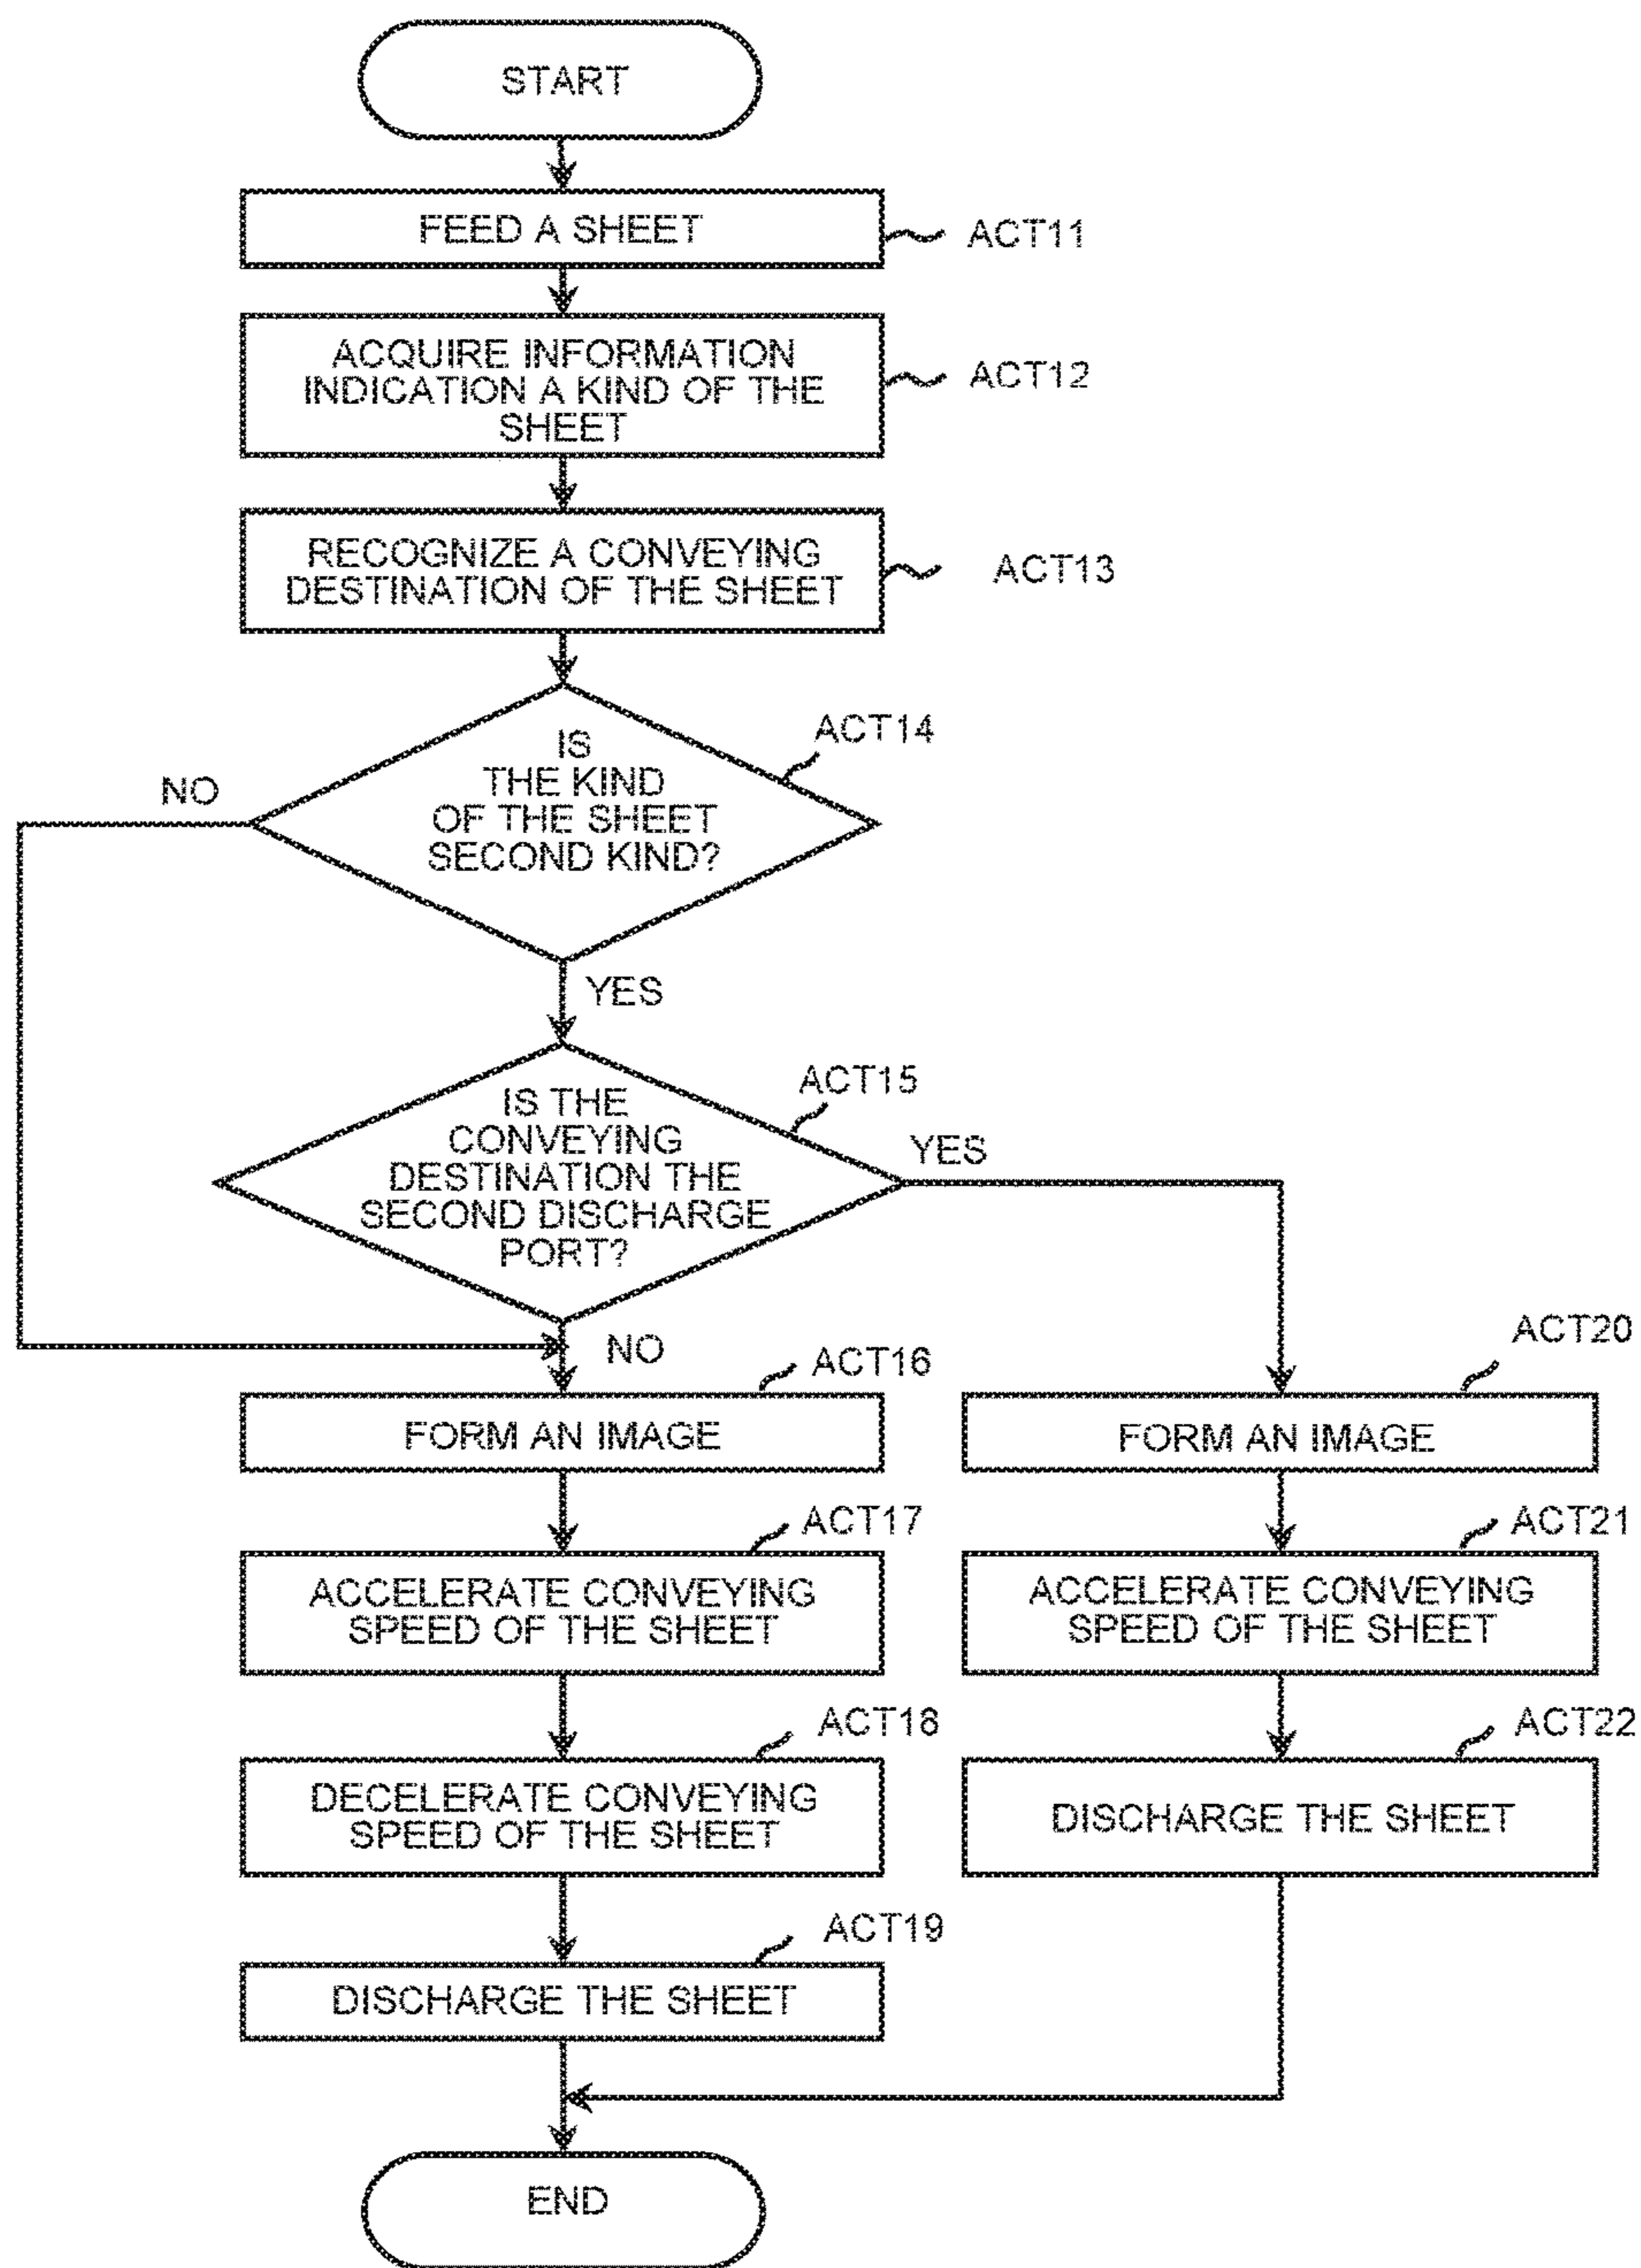 START
FEED A SHEET
ACT11
ACQUIRE INFORMATION
INDICATION A KIND OF THE
SHEET
ACT12
RECOGNIZE A CONVEYING
DESTINATION OF THE SHEET
ACT13
ACT14
IS
THE KIND
OF THE SHEET
SECOND KIND?
NO
YES
ACT15
IS THE
CONVEYING
DESTINATION THE
SECOND DISCHARGE
PORT?
YES
NO
ACT16
FORM AN IMAGE
ACT17
ACCELERATE CONVEYING
SPEED OF THE SHEET
ACT18
DECELERATE CONVEYING
SPEED OF THE SHEET
ACT19
DISCHARGE THE SHEET
ACT20
FORM AN IMAGE
ACT21
ACCELERATE CONVEYING
SPEED OF THE SHEET
ACT22
DISCHARGE THE SHEET
END